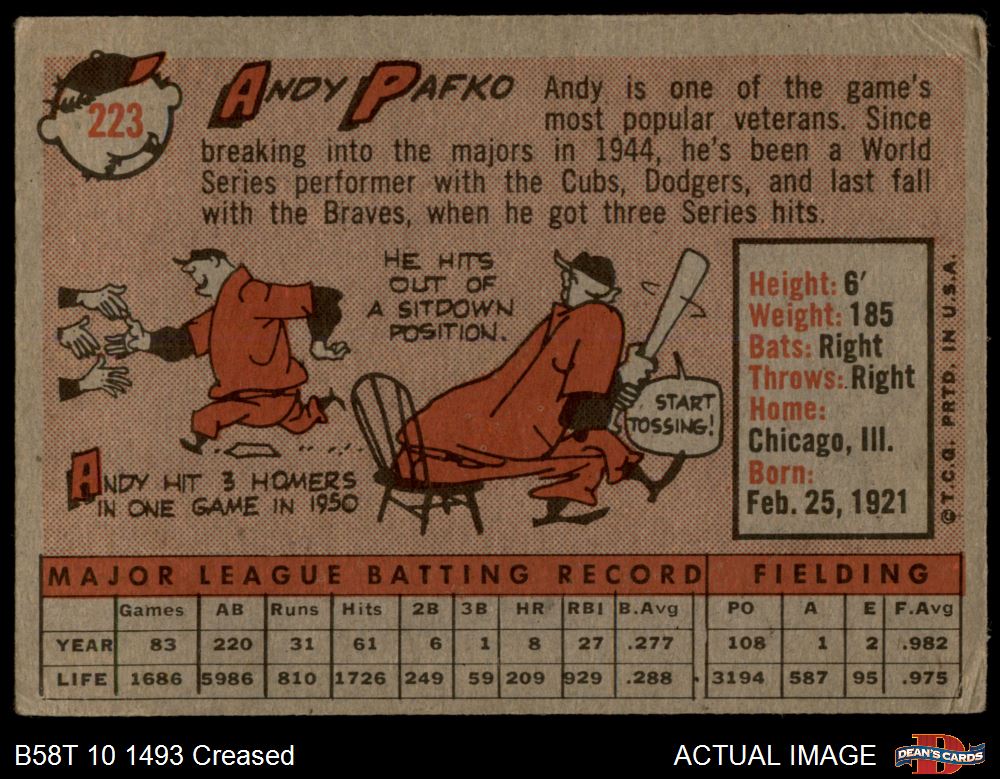 223
ANDY PAFKO
Andy is one of the game's
most popular veterans. Since
breaking into the majors in 1944, he's been a World
Series performer with the Cubs, Dodgers, and last fall
with the Braves, when he got three Series hits.
HE HITS
OUT OF
A SITDOWN
POSITION.
START
TOSSING!
ANDY HIT 3 HOMERS
IN ONE GAME IN 1950
Height: 6'
Weight: 185
Bats: Right
Throws: Right
Home:
Chicago, Ill.
Born:
Feb. 25, 1921
© T.C.G. PRTD. IN U.S.A.
MAJOR LEAGUE BATTING RECORD FIELDING
Games AB Runs Hits 2B 3B HR RBI B.Avg PO A E F.Avg
YEAR 83 220 31 61 6 1 8 27 .277 108 1 2 .982
LIFE 1686 5986 810 1726 249 59 209 929 .288 3194 587 95 .975
B58T 10 1493 Creased
ACTUAL IMAGE
DEAN'S CARDS